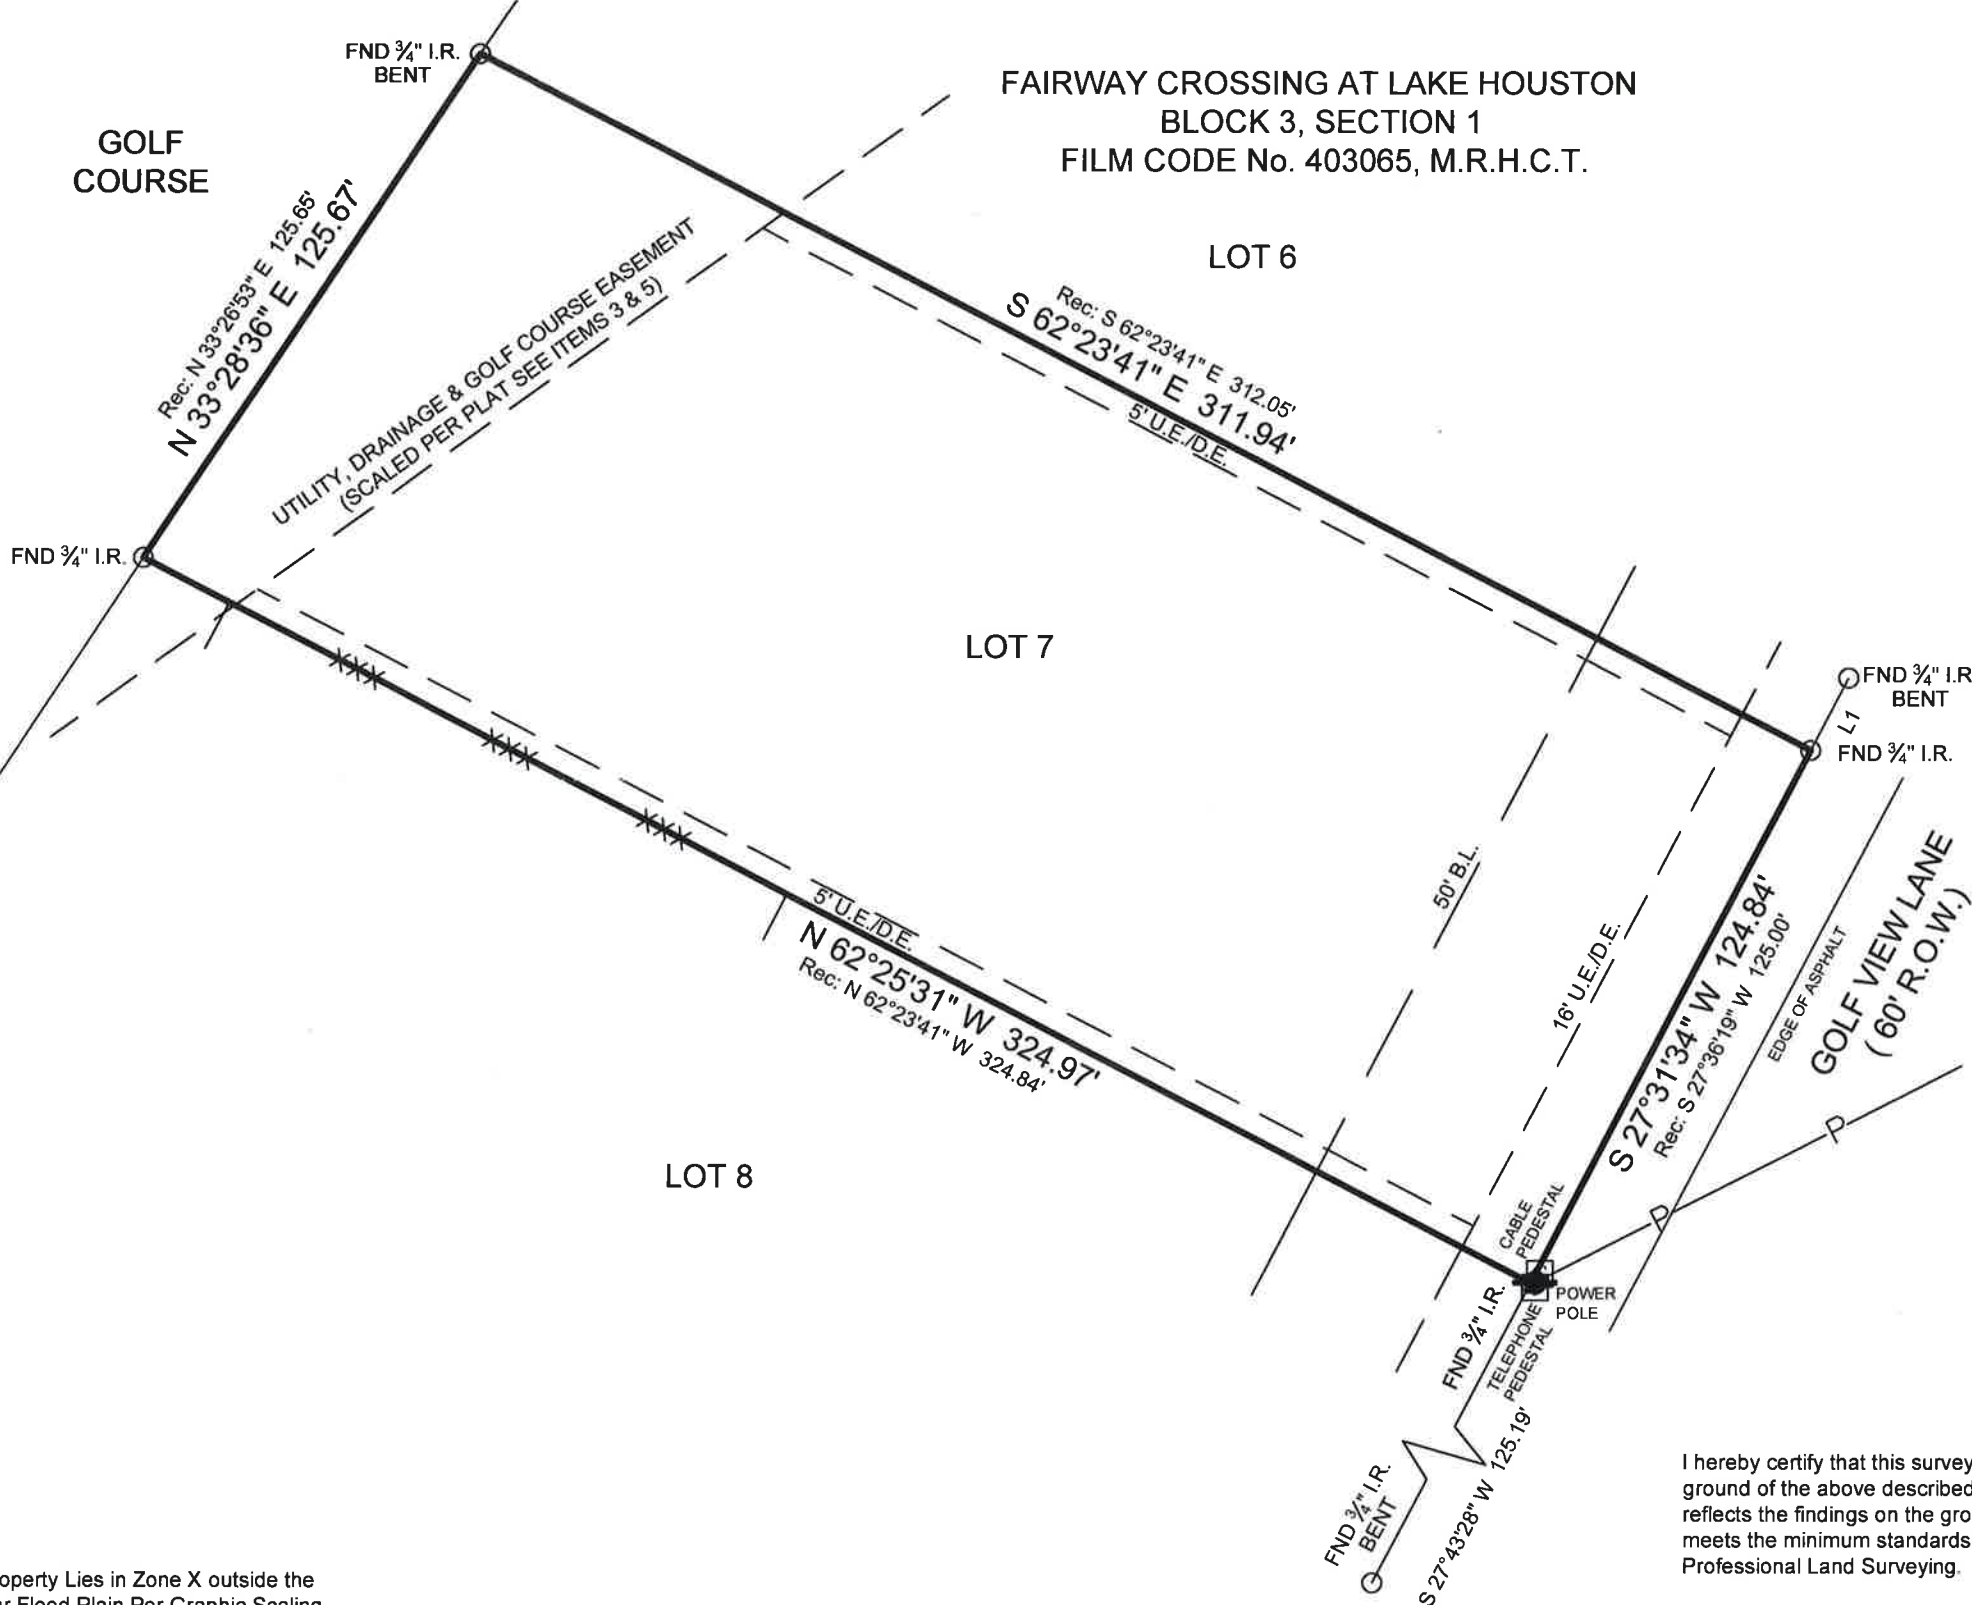 FND ¾" I.R.
BENT
FAIRWAY CROSSING AT LAKE HOUSTON
BLOCK 3, SECTION 1
FILM CODE No. 403065, M.R.H.C.T.
GOLF
COURSE
Rec: N 33°26'53" E 125.65'
N 33°28'36" E 125.67'
UTILITY, DRAINAGE & GOLF COURSE EASEMENT
(SCALED PER PLAT SEE ITEMS 3 & 5)
LOT 6
Rec: S 62°23'41" E 312.05'
S 62°23'41" E 311.94'
5' U.E./D.E.
FND ¾" I.R.
LOT 7
FND ¾" I.R
BENT
L1
FND ¾" I.R.
50' B.L.
16' U.E./D.E.
S 27°31'34" W 124.84'
Rec: S 27°36'19" W 125.00'
EDGE OF ASPHALT
GOLF VIEW LANE
( 60' R.O.W.)
5' U.E./D.E.
N 62°25'31" W 324.97'
Rec: N 62°23'41" W 324.84'
LOT 8
P
P
CABLE
PEDESTAL
POWER
POLE
FND ¾" I.R.
TELEPHONE
PEDESTAL
FND ¾" I.R.
BENT
S 27°43'28" W 125.19'
I hereby certify that this survey
ground of the above described
reflects the findings on the gro
meets the minimum standards
Professional Land Surveying.
operty Lies in Zone X outside the
r Flood Plain Per Graphic Scaling